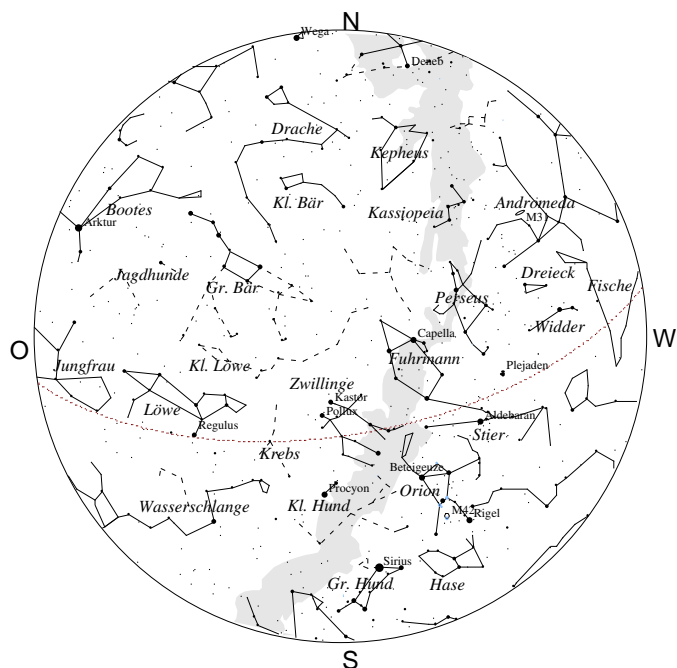 N
Wega
Deneb
Drache
Kepheus
Kl. Bär
Andromeda
Bootes
Kassiopeia
M3
Arktur
Jagdhunde
Dreieck
Gr. Bär
Fische
Perseus
Widder
Capella
W
O
Fuhrmann
Jungfrau
Kl. Löwe
Plejaden
Zwillinge
Kastor
Löwe
Pollux
Aldebaran
Regulus
Stier
Krebs
Beteigeuze
Procyon
Orion
Wasserschlange
Kl. Hund
M42
Rigel
Sirius
Gr. Hund
Hase
S